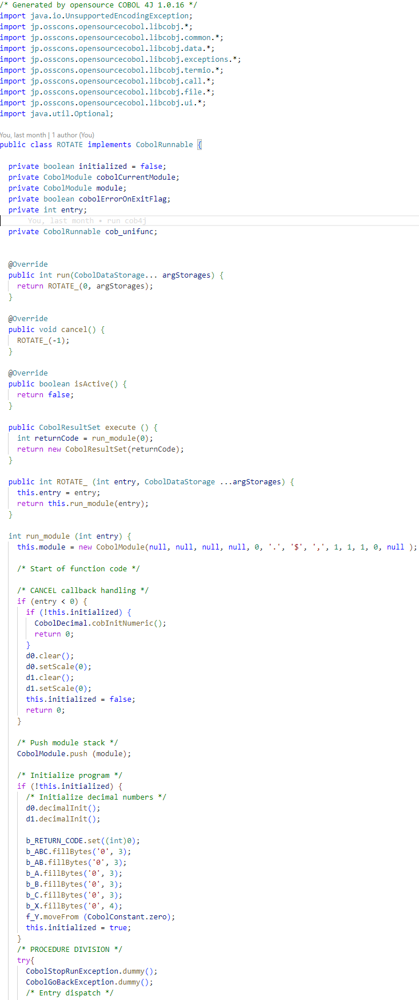 /* Generated by opensource COBOL 4J 1.0.16 */
import java.io.UnsupportedEncodingException;
import jp.osscons.opensourcecobol.libcobj.*;
import jp.osscons.opensourcecobol.libcobj.common.*;
import jp.osscons.opensourcecobol.libcobj.data.*;
import jp.osscons.opensourcecobol.libcobj.exceptions.*;
import jp.osscons.opensourcecobol.libcobj.termio.*;
import jp.osscons.opensourcecobol.libcobj.call.*;
import jp.osscons.opensourcecobol.libcobj.file.*;
import jp.osscons.opensourcecobol.libcobj.ui.*;
import java.util.Optional;
You, last month | 1 author (You)
public class ROTATE implements CobolRunnable {
private boolean initialized = false;
private CobolModule cobolCurrentModule;
private CobolModule module;
private boolean cobolErrorOnExitFlag;
private int entry;
You, last month • run cob4j
private CobolRunnable cob_unifunc;
@Override
public int run(CobolDataStorage... argStorages) {
return ROTATE_(0, argStorages);
}
@Override
public void cancel() {
ROTATE_(-1);
}
@Override
public boolean isActive() {
return false;
}
public CobolResultSet execute () {
int returnCode = run_module(0);
return new CobolResultSet(returnCode);
}
public int ROTATE_ (int entry, CobolDataStorage ...argStorages) {
this.entry = entry;
return this.run_module(entry);
}
int run_module (int entry) {
this.module = new CobolModule(null, null, null, null, 0, '.', '$', ',', 1, 1, 1, 0, null );
/* Start of function code */
/* CANCEL callback handling */
if (entry < 0) {
if (!this.initialized) {
CobolDecimal.cobInitNumeric();
return 0;
}
d0.clear();
d0.setScale(0);
d1.clear();
d1.setScale(0);
this.initialized = false;
return 0;
}
/* Push module stack */
CobolModule.push (module);
/* Initialize program */
if (!this.initialized) {
/* Initialize decimal numbers */
d0.decimalInit();
d1.decimalInit();
b_RETURN_CODE.set((int)0);
b_ABC.fillBytes('0', 3);
b_AB.fillBytes('0', 3);
b_A.fillBytes('0', 3);
b_B.fillBytes('0', 3);
b_C.fillBytes('0', 3);
b_X.fillBytes('0', 4);
f_Y.moveFrom (CobolConstant.zero);
this.initialized = true;
}
/* PROCEDURE DIVISION */
try{
CobolStopRunException.dummy();
CobolGoBackException.dummy();
/* Entry dispatch */